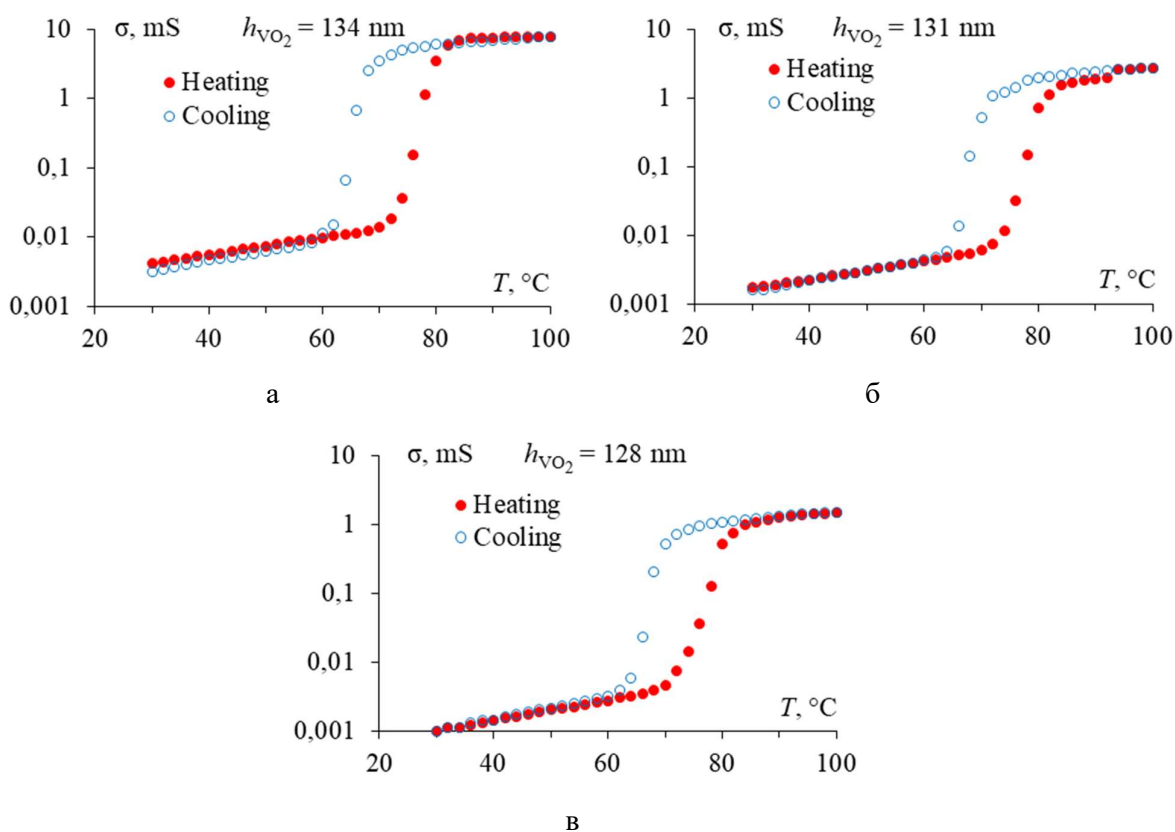 σ, mS h_VO₂ = 134 nm
Heating
Cooling
10
1
0,1
0,01
0,001
T, °C
20 40 60 80 100
а
σ, mS h_VO₂ = 131 nm
Heating
Cooling
10
1
0,1
0,01
0,001
T, °C
20 40 60 80 100
б
σ, mS h_VO₂ = 128 nm
Heating
Cooling
10
1
0,1
0,01
0,001
T, °C
20 40 60 80 100
в